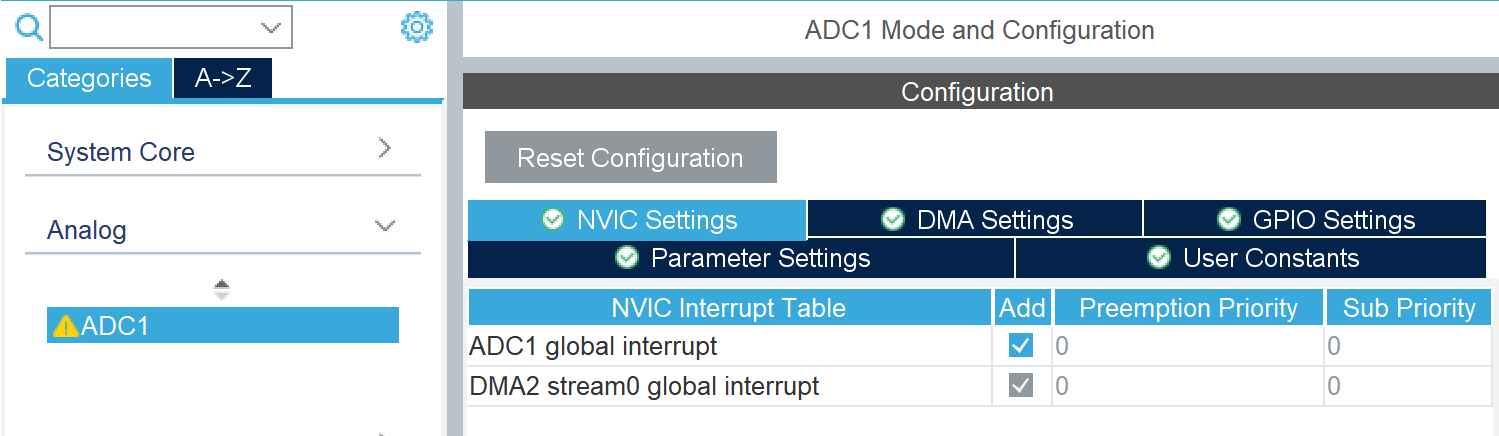 ADC1 Mode and Configuration
Categories
A->Z
Configuration
System Core
Reset Configuration
Analog
NVIC Settings
DMA Settings
GPIO Settings
Parameter Settings
User Constants
ADC1
NVIC Interrupt Table Add Preemption Priority Sub Priority
ADC1 global interrupt 0 0
DMA2 stream0 global interrupt 0 0